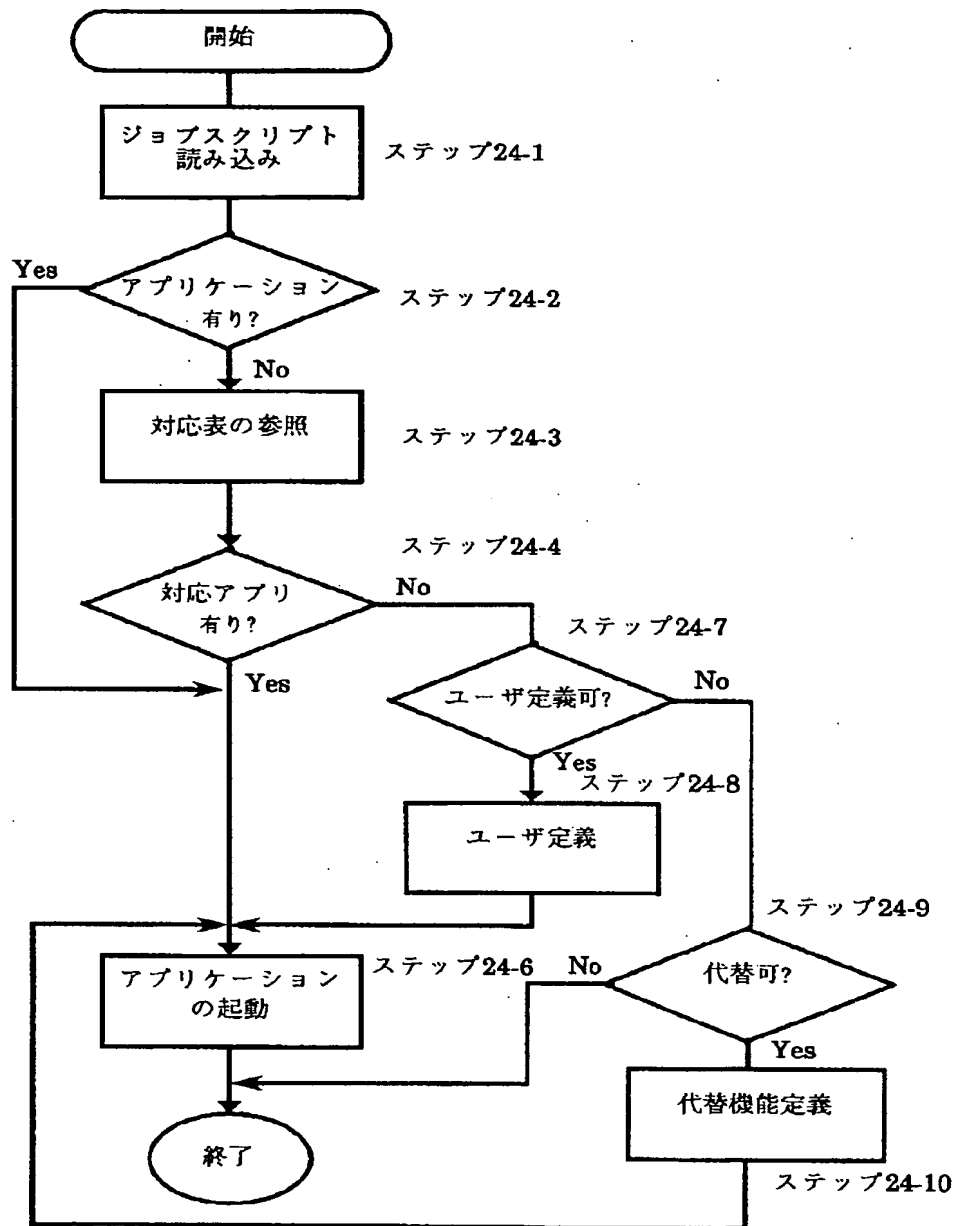 開始
ジョブスクリプト
読み込み
ステップ24-1
Yes
アプリケーション
有り?
ステップ24-2
No
対応表の参照
ステップ24-3
ステップ24-4
対応アプリ
有り?
No
ステップ24-7
Yes
ユーザ定義可?
No
Yes
ステップ24-8
ユーザ定義
ステップ24-9
アプリケーション
の起動
ステップ24-6
No
代替可?
Yes
代替機能定義
終了
ステップ24-10